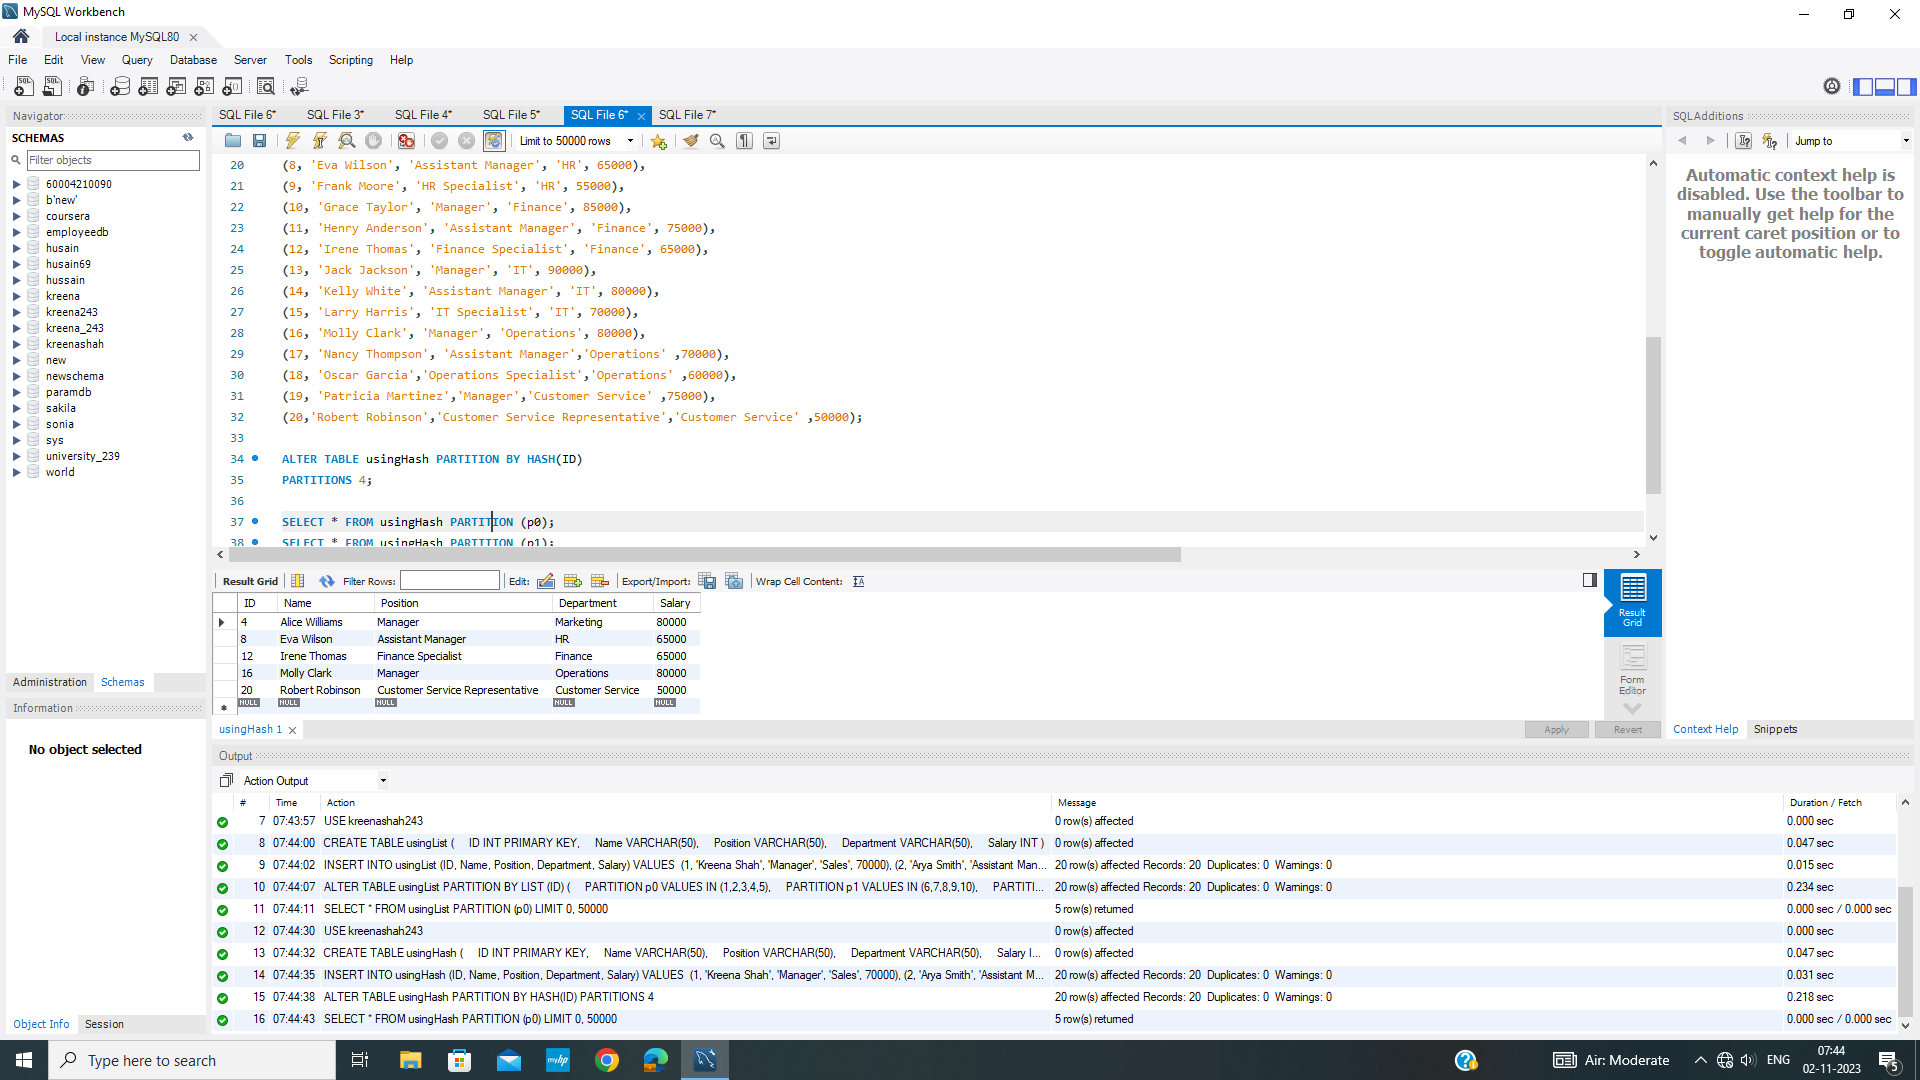 MySQL Workbench
Local instance MySQL80
File Edit View Query Database Server Tools Scripting Help
Navigator
SCHEMAS
Filter objects
60004210090
b'new'
coursera
employeedb
husain
husain69
hussain
kreena
kreena243
kreena_243
kreenashah
new
newschema
paramdb
sakila
sonia
sys
university_239
world
Administration Schemas
Information
No object selected
Object Info Session
SQL File 6* SQL File 3* SQL File 4* SQL File 5* SQL File 6* SQL File 7*
Limit to 50000 rows
20 (8, 'Eva Wilson', 'Assistant Manager', 'HR', 65000),
21 (9, 'Frank Moore', 'HR Specialist', 'HR', 55000),
22 (10, 'Grace Taylor', 'Manager', 'Finance', 85000),
23 (11, 'Henry Anderson', 'Assistant Manager', 'Finance', 75000),
24 (12, 'Irene Thomas', 'Finance Specialist', 'Finance', 65000),
25 (13, 'Jack Jackson', 'Manager', 'IT', 90000),
26 (14, 'Kelly White', 'Assistant Manager', 'IT', 80000),
27 (15, 'Larry Harris', 'IT Specialist', 'IT', 70000),
28 (16, 'Molly Clark', 'Manager', 'Operations', 80000),
29 (17, 'Nancy Thompson', 'Assistant Manager','Operations' ,70000),
30 (18, 'Oscar Garcia','Operations Specialist','Operations' ,60000),
31 (19, 'Patricia Martinez','Manager','Customer Service' ,75000),
32 (20,'Robert Robinson','Customer Service Representative','Customer Service' ,50000);
33
34 ALTER TABLE usingHash PARTITION BY HASH(ID)
35 PARTITIONS 4;
36
37 SELECT * FROM usingHash PARTITION (p0);
38 SELECT * FROM usingHash PARTITION (p1);
Result Grid Filter Rows: Edit: Export/Import: Wrap Cell Content:
ID Name Position Department Salary
4 Alice Williams Manager Marketing 80000
8 Eva Wilson Assistant Manager HR 65000
12 Irene Thomas Finance Specialist Finance 65000
16 Molly Clark Manager Operations 80000
20 Robert Robinson Customer Service Representative Customer Service 50000
NULL NULL NULL NULL NULL
Result Grid
Form Editor
usingHash 1 Apply Revert
SQLAdditions
Jump to
Automatic context help is
disabled. Use the toolbar to
manually get help for the
current caret position or to
toggle automatic help.
Context Help Snippets
Output
Action Output
# Time Action Message Duration / Fetch
7 07:43:57 USE kreenashah243 0 row(s) affected 0.000 sec
8 07:44:00 CREATE TABLE usingList ( ID INT PRIMARY KEY, Name VARCHAR(50), Position VARCHAR(50), Department VARCHAR(50), Salary INT ) 0 row(s) affected 0.047 sec
9 07:44:02 INSERT INTO usingList (ID, Name, Position, Department, Salary) VALUES (1, 'Kreena Shah', 'Manager', 'Sales', 70000), (2, 'Arya Smith', 'Assistant Man... 20 row(s) affected Records: 20 Duplicates: 0 Warnings: 0 0.015 sec
10 07:44:07 ALTER TABLE usingList PARTITION BY LIST (ID) ( PARTITION p0 VALUES IN (1,2,3,4,5), PARTITION p1 VALUES IN (6,7,8,9,10), PARTITI... 20 row(s) affected Records: 20 Duplicates: 0 Warnings: 0 0.234 sec
11 07:44:11 SELECT * FROM usingList PARTITION (p0) LIMIT 0, 50000 5 row(s) returned 0.000 sec / 0.000 sec
12 07:44:30 USE kreenashah243 0 row(s) affected 0.000 sec
13 07:44:32 CREATE TABLE usingHash ( ID INT PRIMARY KEY, Name VARCHAR(50), Position VARCHAR(50), Department VARCHAR(50), Salary I... 0 row(s) affected 0.047 sec
14 07:44:35 INSERT INTO usingHash (ID, Name, Position, Department, Salary) VALUES (1, 'Kreena Shah', 'Manager', 'Sales', 70000), (2, 'Arya Smith', 'Assistant M... 20 row(s) affected Records: 20 Duplicates: 0 Warnings: 0 0.031 sec
15 07:44:38 ALTER TABLE usingHash PARTITION BY HASH(ID) PARTITIONS 4 20 row(s) affected Records: 20 Duplicates: 0 Warnings: 0 0.218 sec
16 07:44:43 SELECT * FROM usingHash PARTITION (p0) LIMIT 0, 50000 5 row(s) returned 0.000 sec / 0.000 sec
Type here to search
Air: Moderate
ENG
07:44
02-11-2023
5